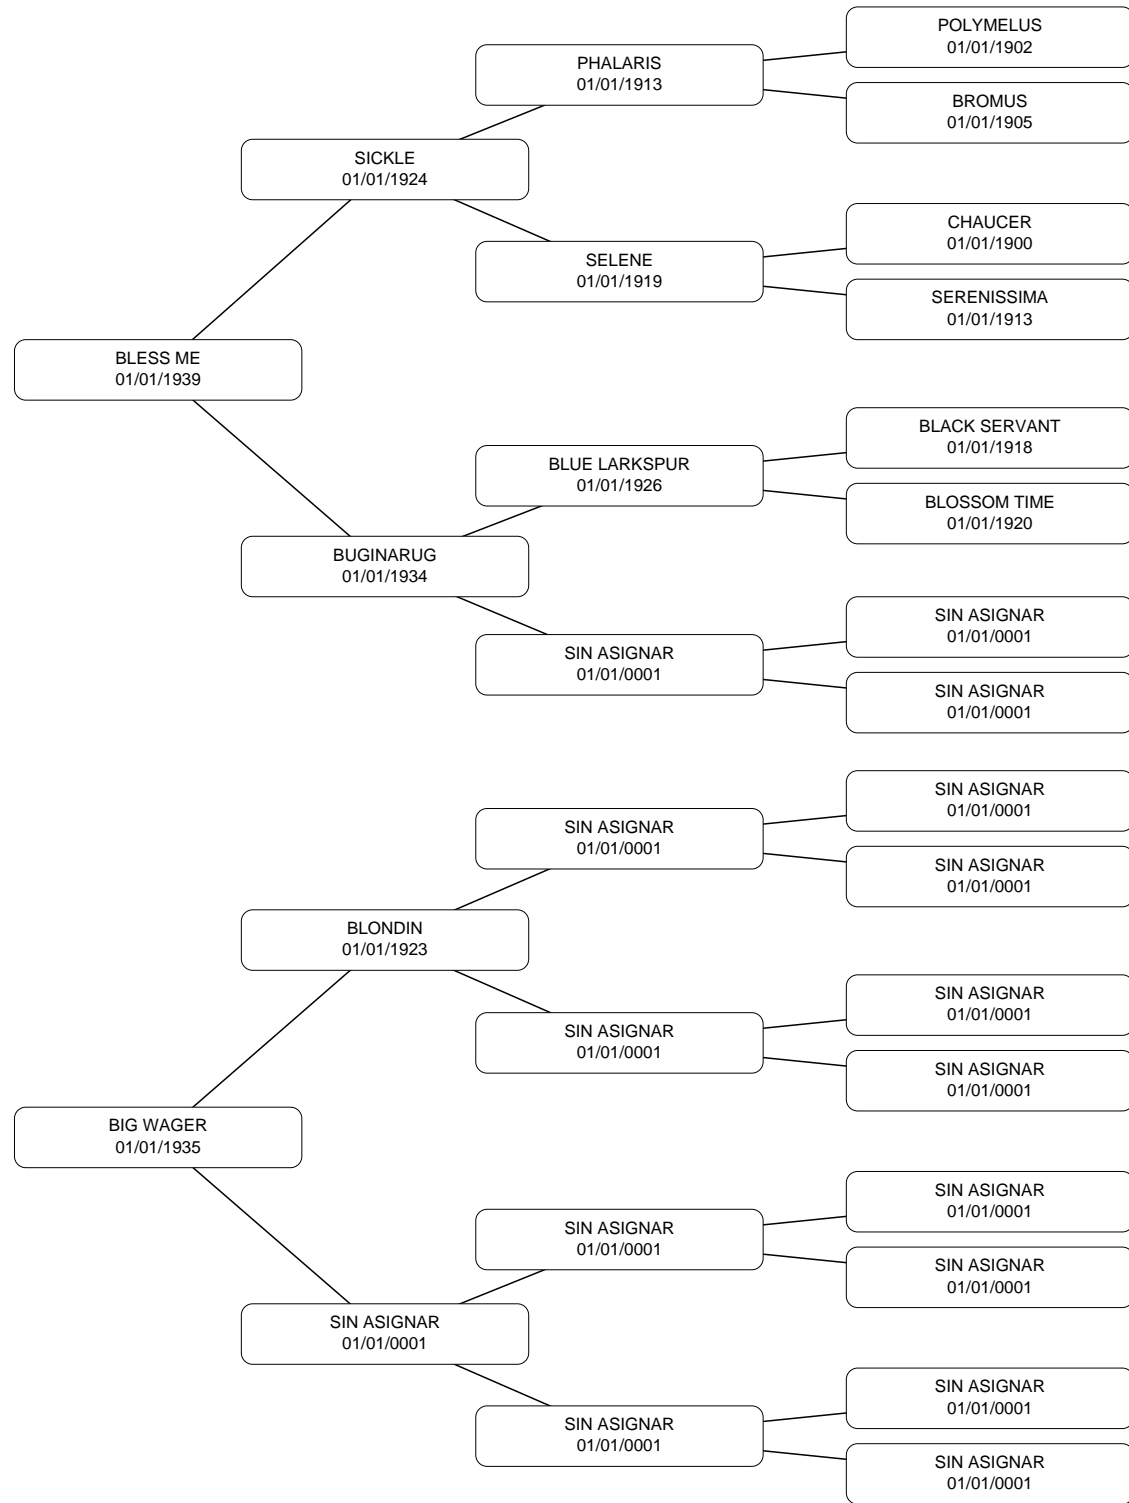 POLYMELUS
01/01/1902
PHALARIS
01/01/1913
BROMUS
01/01/1905
SICKLE
01/01/1924
CHAUCER
01/01/1900
SELENE
01/01/1919
SERENISSIMA
01/01/1913
BLESS ME
01/01/1939
BLACK SERVANT
01/01/1918
BLUE LARKSPUR
01/01/1926
BLOSSOM TIME
01/01/1920
BUGINARUG
01/01/1934
SIN ASIGNAR
01/01/0001
SIN ASIGNAR
01/01/0001
SIN ASIGNAR
01/01/0001
SIN ASIGNAR
01/01/0001
SIN ASIGNAR
01/01/0001
SIN ASIGNAR
01/01/0001
BLONDIN
01/01/1923
SIN ASIGNAR
01/01/0001
SIN ASIGNAR
01/01/0001
SIN ASIGNAR
01/01/0001
BIG WAGER
01/01/1935
SIN ASIGNAR
01/01/0001
SIN ASIGNAR
01/01/0001
SIN ASIGNAR
01/01/0001
SIN ASIGNAR
01/01/0001
SIN ASIGNAR
01/01/0001
SIN ASIGNAR
01/01/0001
SIN ASIGNAR
01/01/0001